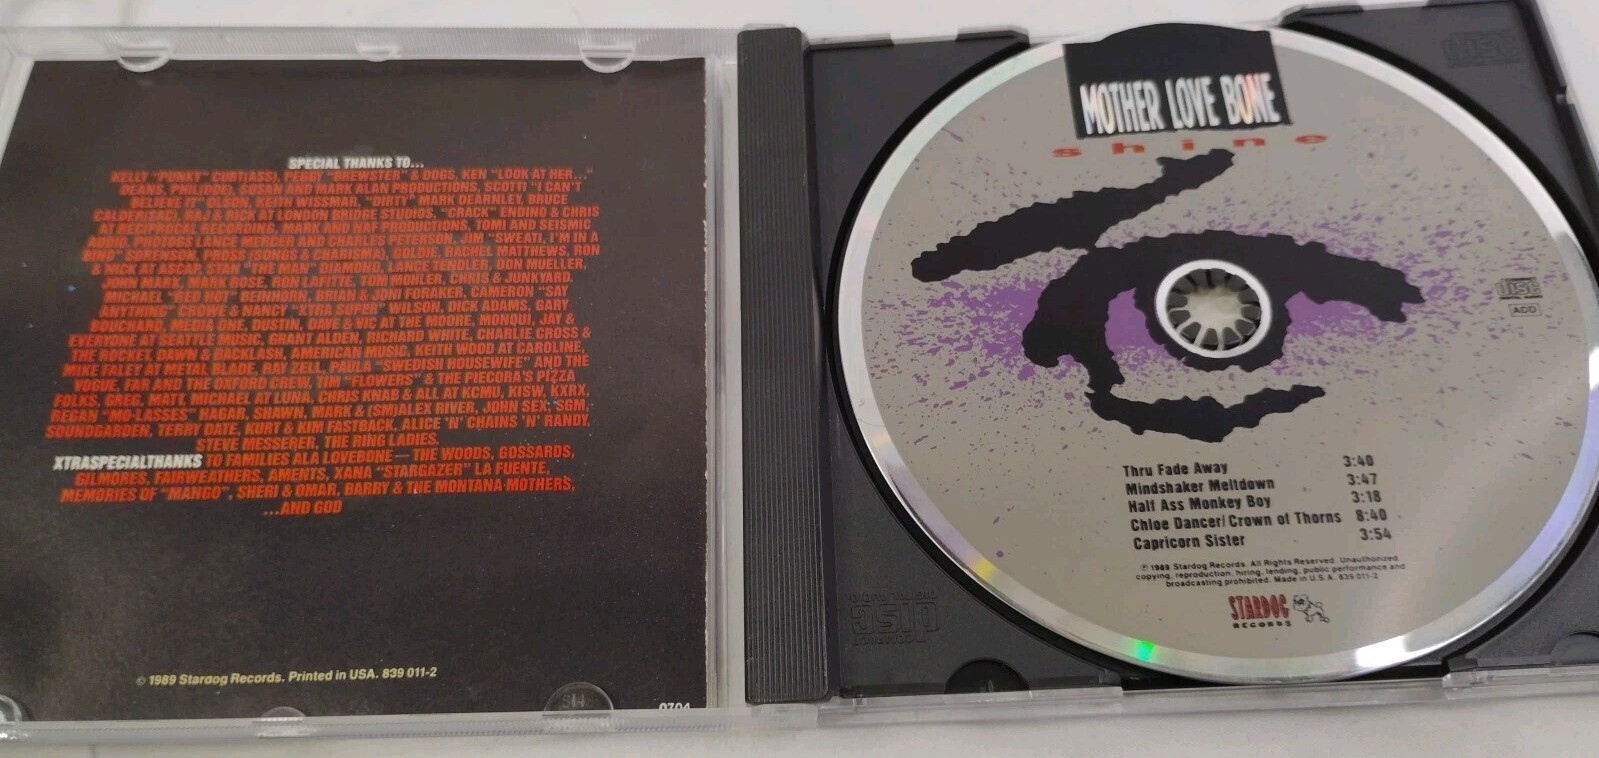 SPECIAL THANKS TO...
KELLY "PUNKY" CURT(ASS), PEGGY "BREWSTER" & DOGS, KEN "LOOK AT HER..."
DEANS, PHIL(DOE), SUSAN AND MARK ALAN PRODUCTIONS, SCOTTI "I CAN'T
BELIEVE IT" OLSON, KEITH WISSMAR, "DIRTY" MARK DEARNLEY, BRUCE
CALDER(SAC), RAJ & RICK AT LONDON BRIDGE STUDIOS, "CRACK" ENDINO & CHRIS
AT RECIPROCAL RECORDING, MARK AND NAF PRODUCTIONS, TOMI AND SEISMIC
AUDIO, PHOTOGS LANCE MERCER AND CHARLES PETERSON, JIM "SWEATI, I'M IN A
SORENSON, PROSS (SONGS & CHARISMA), GOLDIE, RACHEL MATTHEWS, RON
& NICK AT ASCAP, STAN "THE MAN" DIAMOND, LANCE TENDLER, DON MUELLER,
JOHN MARX, MARK ROSE, RON LAFITTE, TOM MOHLER, CHRIS & JUNKYARD,
MICHAEL "RED HOT" BEINHORN, BRIAN & JONI FORAKER, CAMERON "SAY
ANYTHING" CROWE & NANCY "XTRA SUPER" WILSON, DICK ADAMS, GARY
BOUCHARD, MEDIA ONE, DUSTIN, DAVE & VIC AT THE MOORE, MONQUI, JAY &
EVERYONE AT SEATTLE MUSIC, GRANT ALDEN, RICHARD WHITE, CHARLIE CROSS &
THE ROCKET, DAWN & BACKLASH, AMERICAN MUSIC, KEITH WOOD AT CAROLINE,
MIKE FALEY AT METAL BLADE, RAY ZELL, PAULA "SWEDISH HOUSEWIFE" AND THE
VOGUE, FAR AND THE OXFORD CREW, TIM "FLOWERS" & THE PIECORA'S PIZZA
FOLKS, GREG, MATT, MICHAEL AT LUNA, CHRIS KNAB & ALL AT KCMU, KISW, KXRX,
REGAN "MO-LASSES" HAGAR, SHAWN, MARK & (SM)ALEX RIVER, JOHN SEX, SGM,
SOUNDGARDEN, TERRY DATE, KURT & KIM FASTBACK, ALICE 'N' CHAINS 'N' RANDY,
STEVE MESSERER, THE RING LADIES.
XTRASPECIALTHANKS TO FAMILIES ALA LOVEBONE— THE WOODS, GOSSARDS,
GILMORES, FAIRWEATHERS, AMENTS, XANA "STARGAZER" LA FUENTE,
MEMORIES OF "MANGO", SHERI & OMAR, BARRY & THE MONTANA MOTHERS,
...AND GOD
© 1989 Stardog Records. Printed in USA. 839 011-2
0704
MOTHER LOVE BONE
shine
disc
DIGITAL AUDIO
ADD
Thru Fade Away 3:40
Mindshaker Meltdown 3:47
Half Ass Monkey Boy 3:18
Chloe Dancer/Crown of Thorns 8:40
Capricorn Sister 3:54
℗ 1989 Stardog Records. All Rights Reserved. Unauthorized
copying, reproduction, hiring, lending, public performance and
broadcasting prohibited. Made in U.S.A. 839 011-2
STARDOG
RECORDS
COMPACT
disc
DIGITAL AUDIO